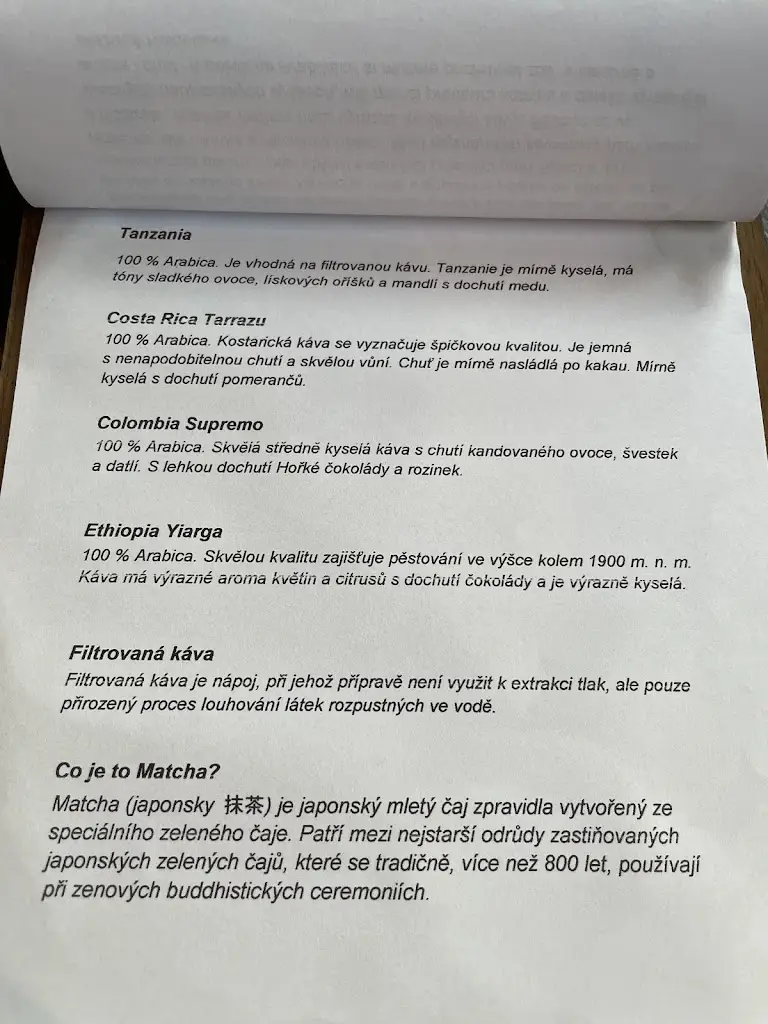 Tanzania
100 % Arabica. Je vhodná na filtrovanou kávu. Tanzanie je mírně kyselá, má
tóny sladkého ovoce, lískových oříšků a mandlí s dochutí medu.
Costa Rica Tarrazu
100 % Arabica. Kostarická káva se vyznačuje špičkovou kvalitou. Je jemná
s nenapodobitelnou chutí a skvělou vůní. Chuť je mírně nasládlá po kakau. Mírně
kyselá s dochutí pomerančů.
Colombia Supremo
100 % Arabica. Skvělá středně kyselá káva s chutí kandovaného ovoce, švestek
a datlí. S lehkou dochutí Hořké čokolády a rozinek.
Ethiopia Yiarga
100 % Arabica. Skvělou kvalitu zajišťuje pěstování ve výšce kolem 1900 m. n. m.
Káva má výrazné aroma květin a citrusů s dochutí čokolády a je výrazně kyselá.
Filtrovaná káva
Filtrovaná káva je nápoj, při jehož přípravě není využit k extrakci tlak, ale pouze
přirozený proces louhování látek rozpustných ve vodě.
Co je to Matcha?
Matcha (japonsky 抹茶) je japonský mletý čaj zpravidla vytvořený ze
speciálního zeleného čaje. Patří mezi nejstarší odrůdy zastiňovaných
japonských zelených čajů, které se tradičně, více než 800 let, používají
při zenových buddhistických ceremoniích.